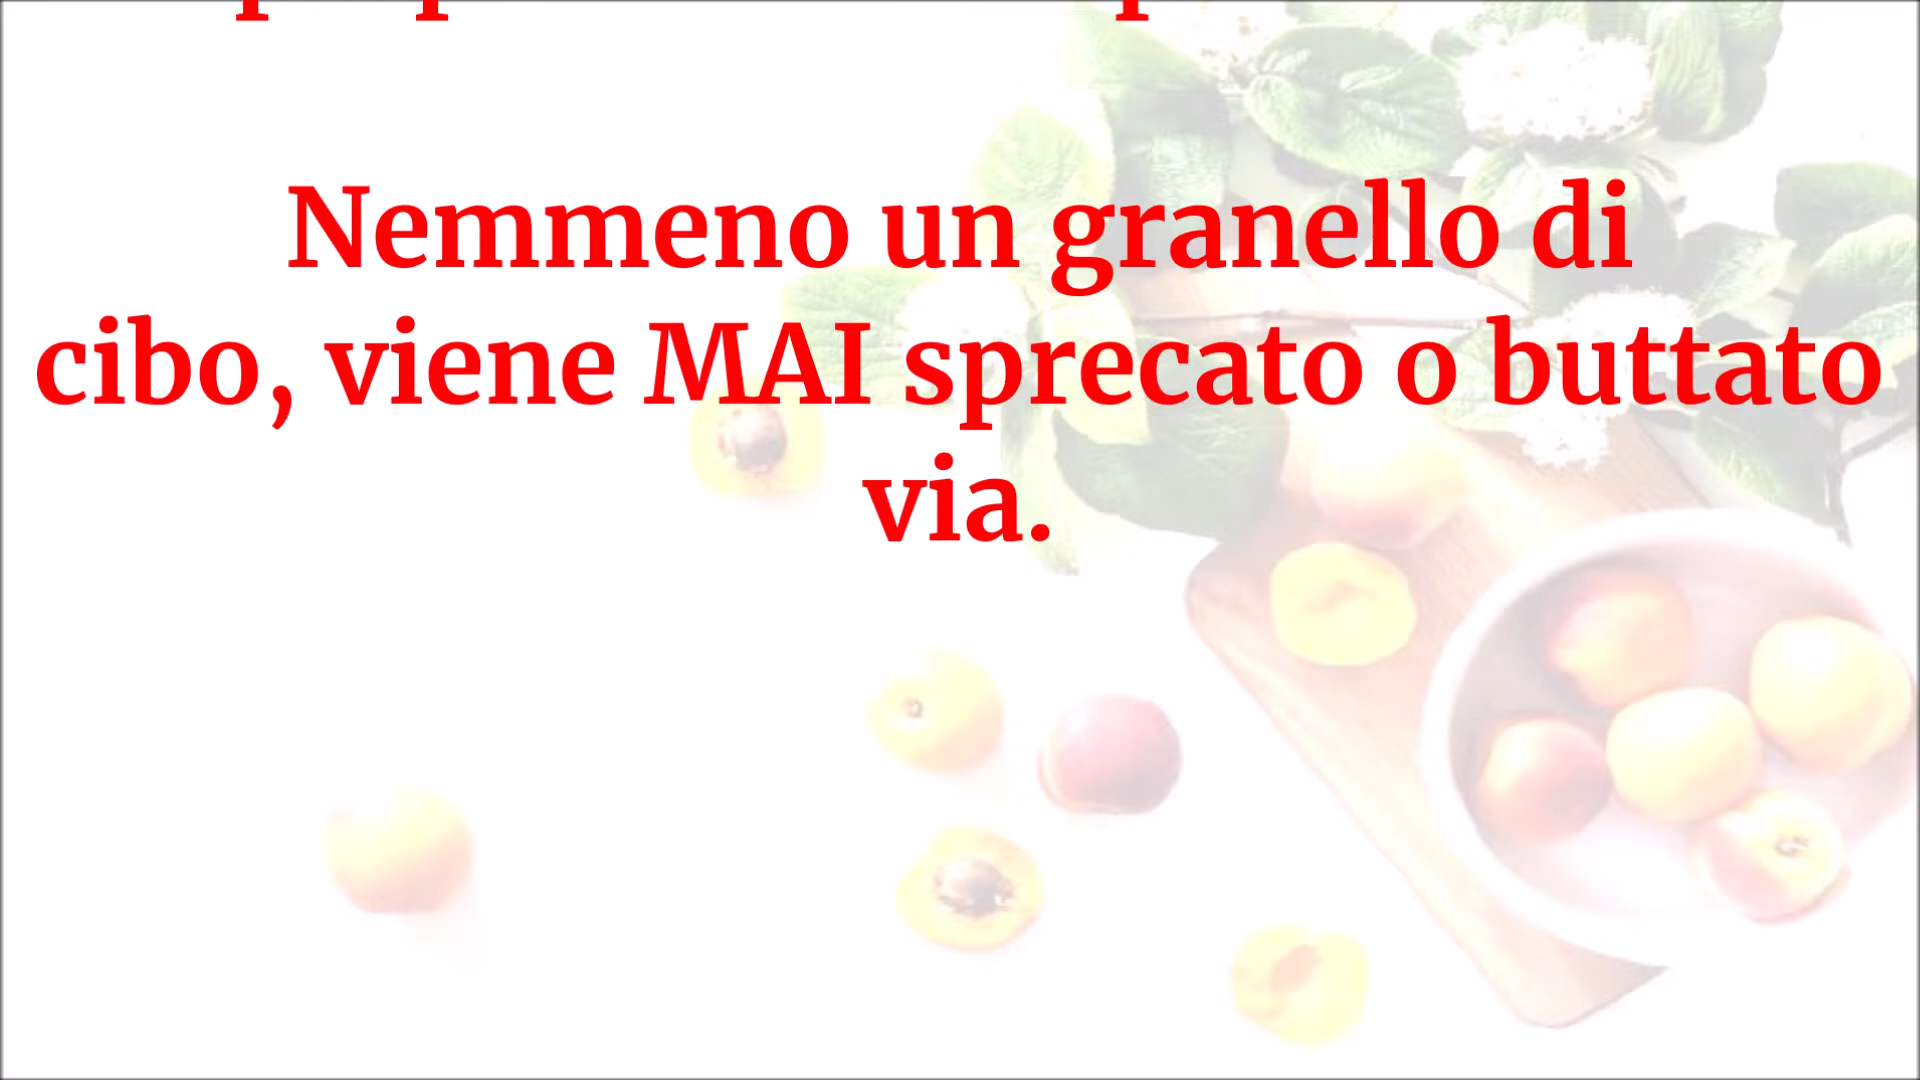 Nemmeno un granello di
cibo, viene MAI sprecato o buttato
via.